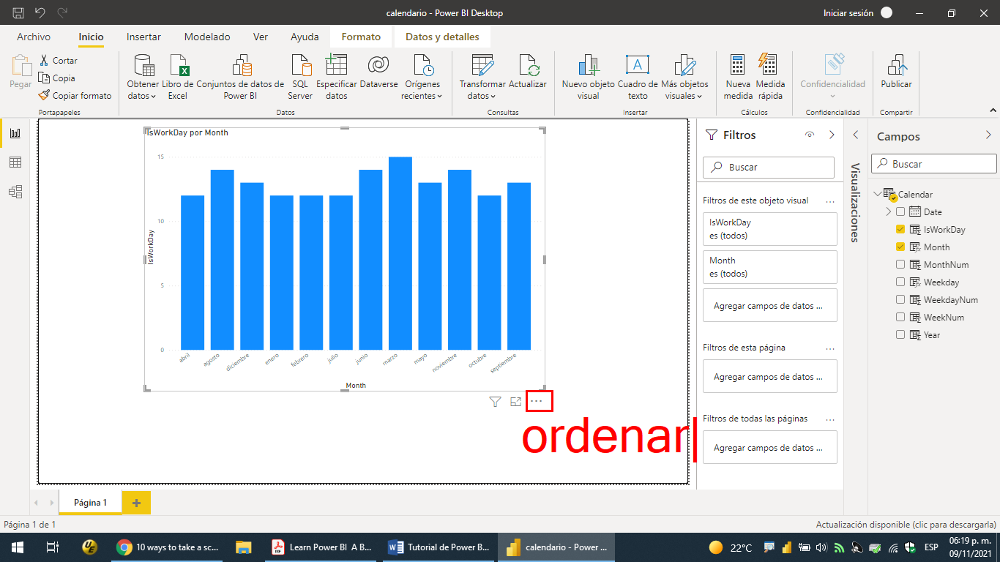 calendario - Power BI Desktop
Iniciar sesión
Archivo
Inicio
Insertar
Modelado
Ver
Ayuda
Formato
Datos y detalles
Pegar
Cortar
Copia
Copiar formato
Portapapeles
Obtener datos
Libro de Excel
Conjuntos de datos de Power BI
SQL Server
Especificar datos
Dataverse
Orígenes recientes
Datos
Transformar datos
Actualizar
Consultas
Nuevo objeto visual
Cuadro de texto
Más objetos visuales
Insertar
Nueva medida
Medida rápida
Cálculos
Confidencialidad
Confidencialidad
Publicar
Compartir
IsWorkDay por Month
15
10
5
0
IsWorkDay
abril
agosto
diciembre
enero
febrero
julio
junio
marzo
mayo
noviembre
octubre
septiembre
Month
ordenar
Filtros
Buscar
Filtros de este objeto visual
IsWorkDay
es (todos)
Month
es (todos)
Agregar campos de datos ...
Filtros de esta página
Agregar campos de datos ...
Filtros de todas las páginas
Agregar campos de datos ...
Visualizaciones
Campos
Buscar
Calendar
Date
IsWorkDay
Month
MonthNum
Weekday
WeekdayNum
WeekNum
Year
Página 1
Página 1 de 1
Actualización disponible (clic para descargarla)
10 ways to take a sc...
Learn Power BI A B...
Tutorial de Power B...
calendario - Power ...
22°C
ESP
06:19 p. m.
09/11/2021